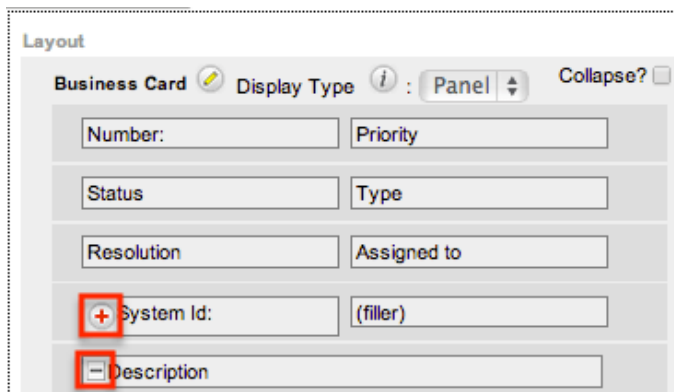 Layout
Business Card Display Type : Panel Collapse?
Number: Priority
Status Type
Resolution Assigned to
System Id: (filler)
Description